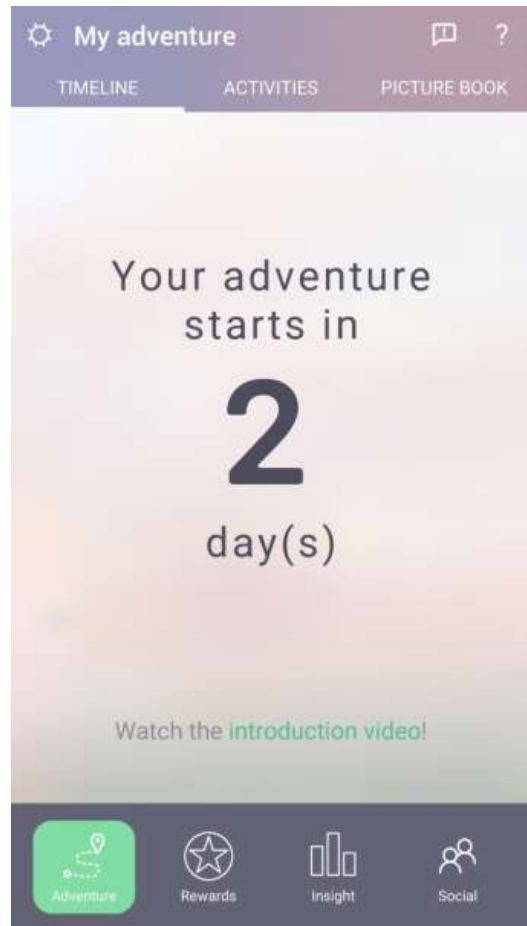 My adventure ?
TIMELINE ACTIVITIES PICTURE BOOK
Your adventure
starts in
2
day(s)
Watch the introduction video!
Adventure Rewards Insight Social